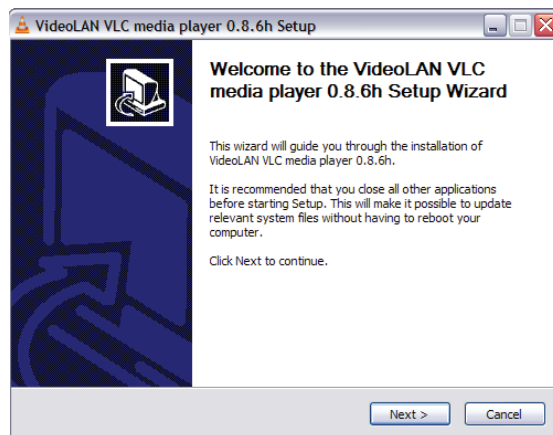 VideoLAN VLC media player 0.8.6h Setup
Welcome to the VideoLAN VLC
media player 0.8.6h Setup Wizard
This wizard will guide you through the installation of
VideoLAN VLC media player 0.8.6h.
It is recommended that you close all other applications
before starting Setup. This will make it possible to update
relevant system files without having to reboot your
computer.
Click Next to continue.
Next >
Cancel